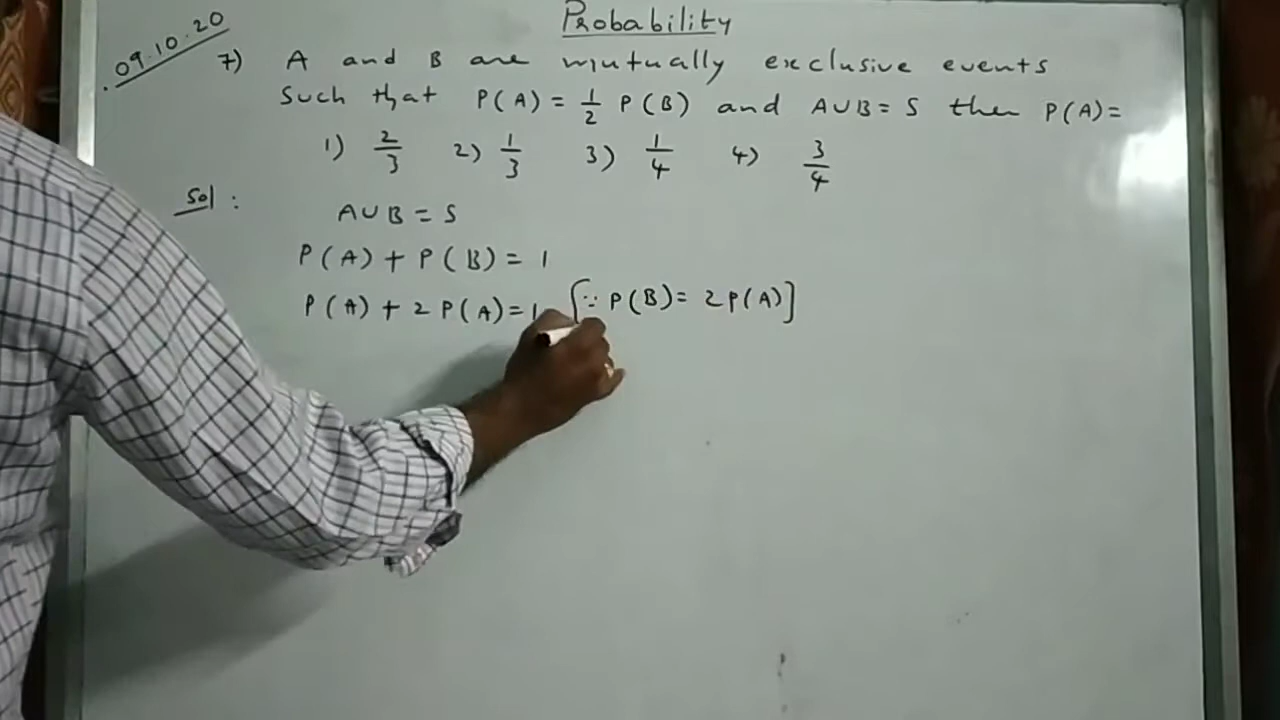 Probability
09.10.20
7) A and B are mutually exclusive events
Such that P(A) = 1/2 P(B) and A∪B = S then P(A)=
1) 2/3 2) 1/3 3) 1/4 4) 3/4
Sol :
A∪B = S
P(A) + P(B) = 1
P(A) + 2 P(A) = 1 [∵ P(B) = 2P(A)]